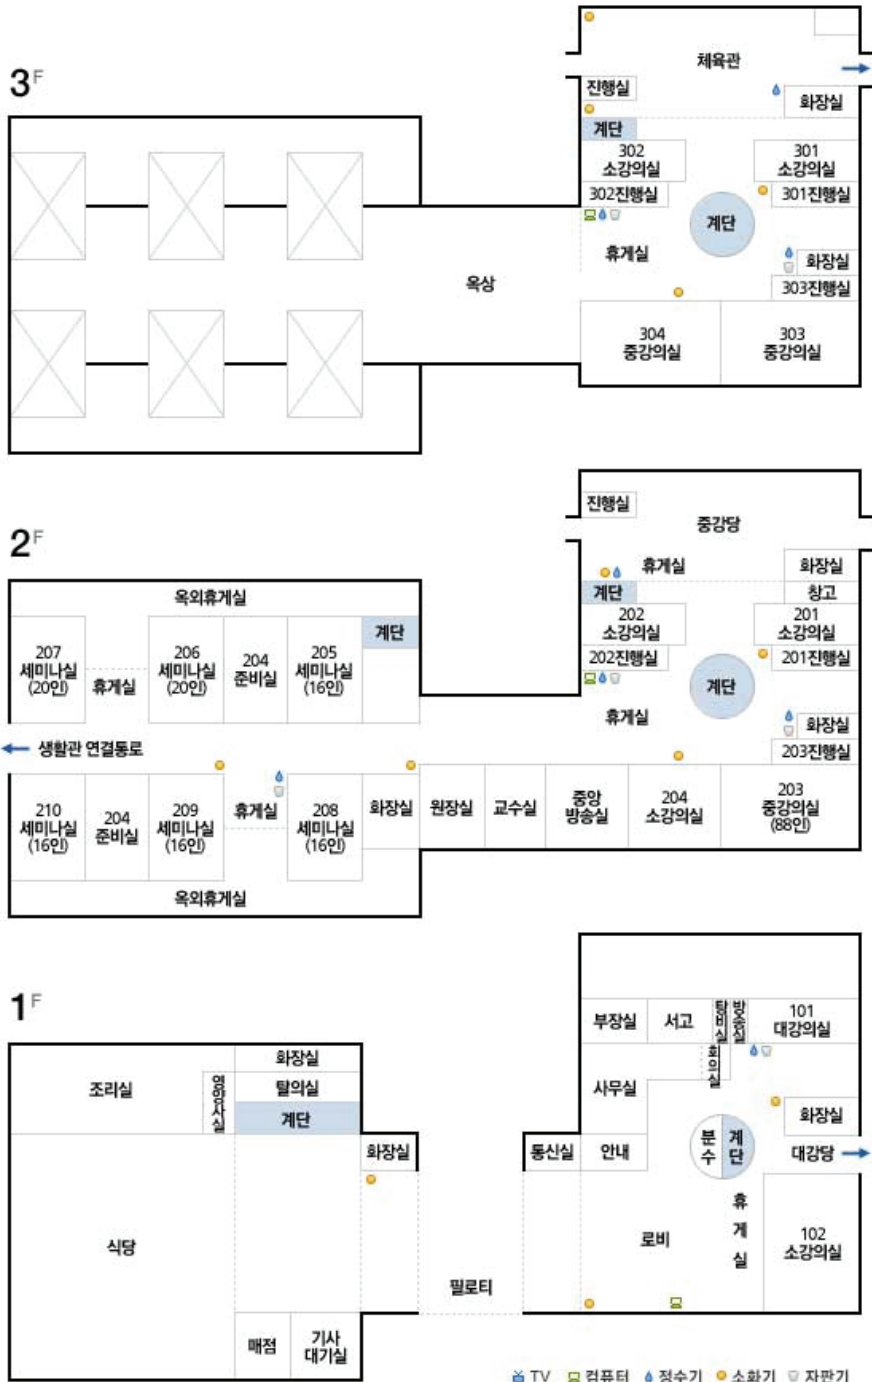 3F
체육관
진행실
화장실
계단
302
소강의실
301
소강의실
302진행실
301진행실
계단
휴게실
화장실
303진행실
옥상
304
중강의실
303
중강의실
2F
진행실
중강당
휴게실
화장실
계단
창고
202
소강의실
201
소강의실
202진행실
201진행실
계단
휴게실
화장실
203진행실
옥외휴게실
207
세미나실
(20인)
휴게실
206
세미나실
(20인)
204
준비실
205
세미나실
(16인)
계단
생활관 연결통로
210
세미나실
(16인)
204
준비실
209
세미나실
(16인)
휴게실
208
세미나실
(16인)
화장실
원장실
교수실
중앙
방송실
204
소강의실
203
중강의실
(88인)
옥외휴게실
1F
부장실
서고
탕비실
방송실
101
대강의실
회의실
사무실
화장실
조리실
영양사실
화장실
탈의실
계단
화장실
통신실
안내
분수
계단
대강당
식당
로비
휴게실
102
소강의실
필로티
매점
기사
대기실
TV 컴퓨터 정수기 소화기 자판기